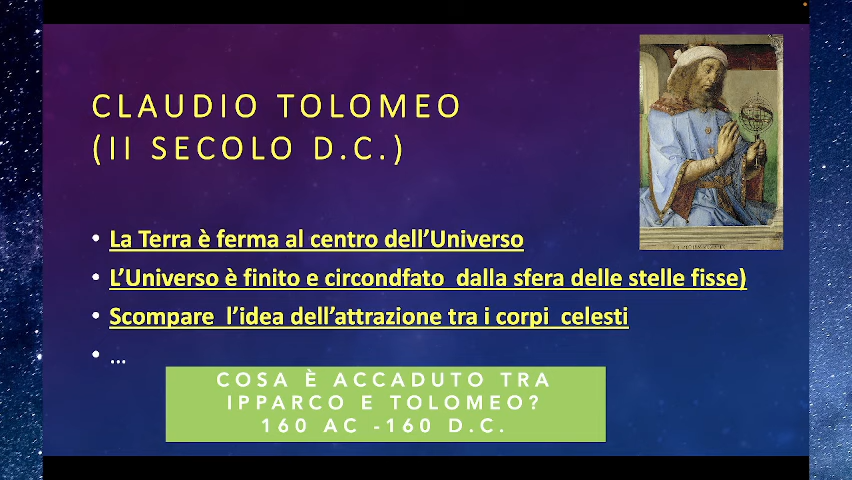 CLAUDIO TOLOMEO
(II SECOLO D.C.)
• La Terra è ferma al centro dell'Universo
• L'Universo è finito e circondfato dalla sfera delle stelle fisse)
• Scompare l'idea dell'attrazione tra i corpi celesti
• ...
COSA È ACCADUTO TRA
IPPARCO E TOLOMEO?
160 AC -160 D.C.